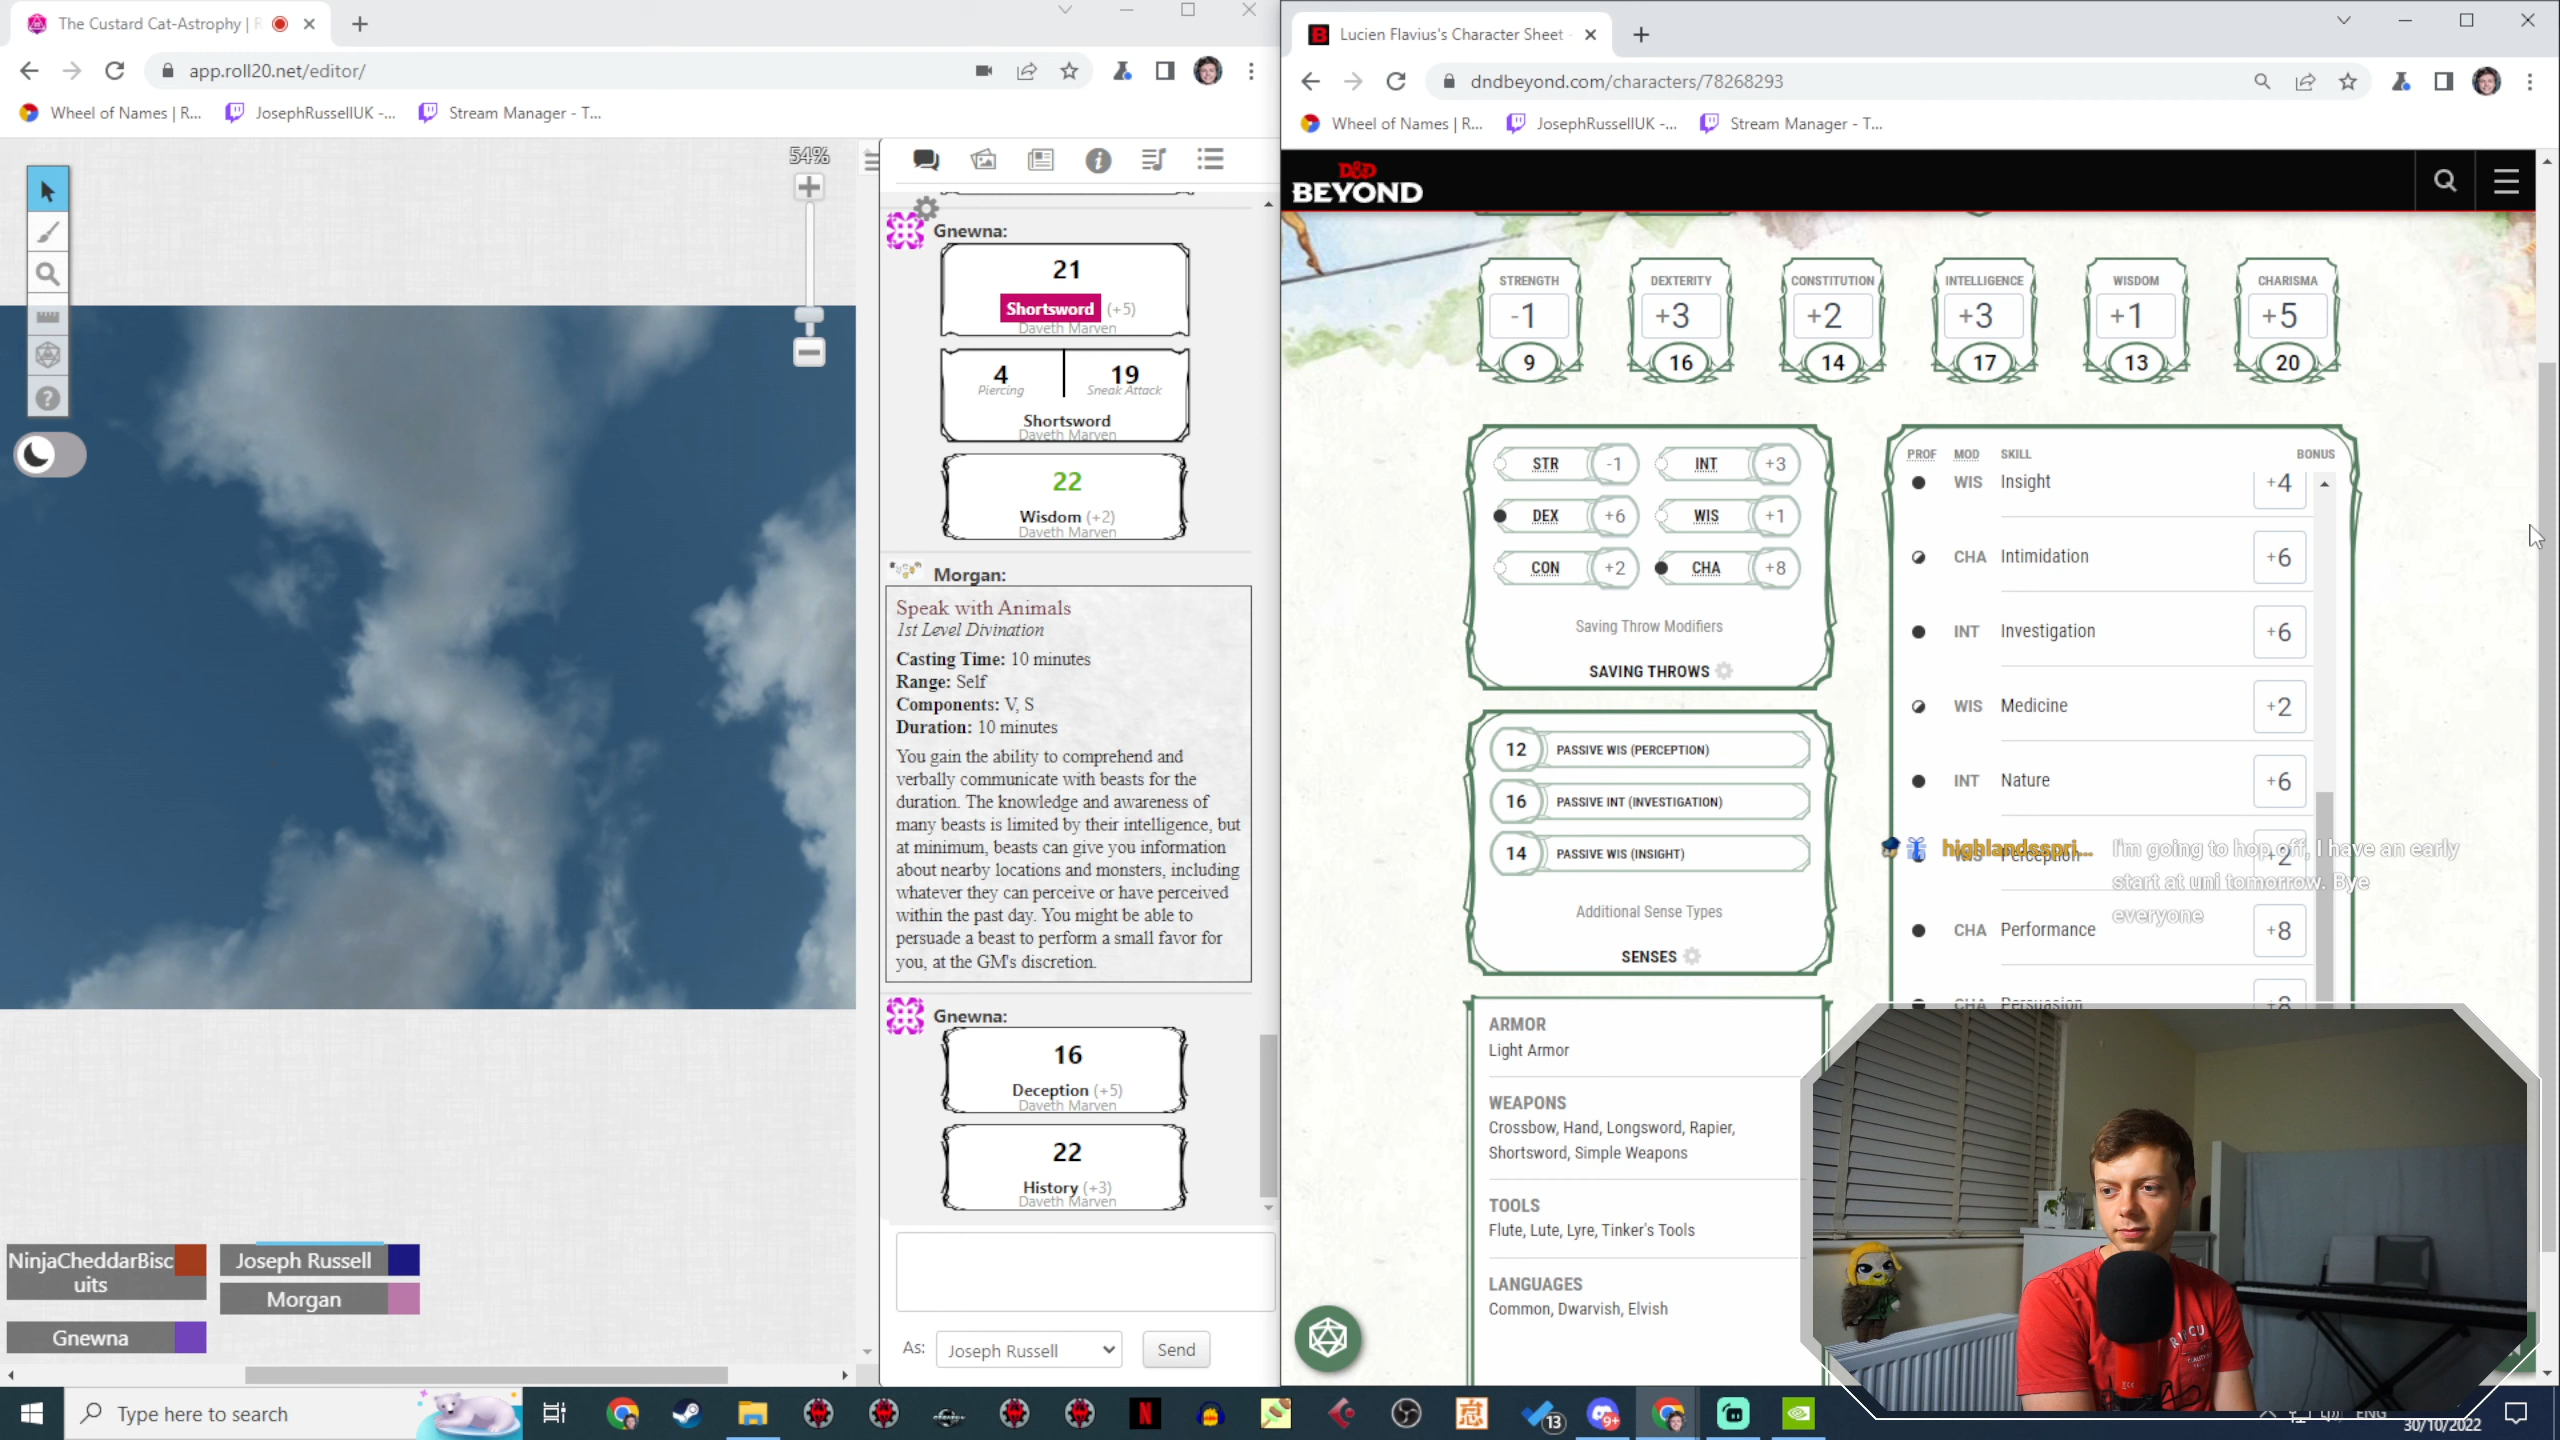 The Custard Cat-Astrophy |
app.roll20.net/editor/
Wheel of Names | R...
JosephRussellUK -...
Stream Manager - T...
54%
Gnewna:
21
Shortsword (+5)
Daveth Marven
4
19
Piercing
Sneak Attack
Shortsword
Daveth Marven
22
Wisdom (+2)
Daveth Marven
Morgan:
Speak with Animals
1st Level Divination
Casting Time: 10 minutes
Range: Self
Components: V, S
Duration: 10 minutes
You gain the ability to comprehend and
verbally communicate with beasts for the
duration. The knowledge and awareness of
many beasts is limited by their intelligence, but
at minimum, beasts can give you information
about nearby locations and monsters, including
whatever they can perceive or have perceived
within the past day. You might be able to
persuade a beast to perform a small favor for
you, at the GM's discretion.
Gnewna:
16
Deception (+5)
Daveth Marven
22
History (+3)
Daveth Marven
As:
Joseph Russell
Send
NinjaCheddarBisc
uits
Joseph Russell
Morgan
Gnewna
Lucien Flavius's Character Sheet -
dndbeyond.com/characters/78268293
Wheel of Names | R...
JosephRussellUK -...
Stream Manager - T...
D&D
BEYOND
STRENGTH
-1
9
DEXTERITY
+3
16
CONSTITUTION
+2
14
INTELLIGENCE
+3
17
WISDOM
+1
13
CHARISMA
+5
20
STR -1
INT +3
DEX +6
WIS +1
CON +2
CHA +8
Saving Throw Modifiers
SAVING THROWS
12 PASSIVE WIS (PERCEPTION)
16 PASSIVE INT (INVESTIGATION)
14 PASSIVE WIS (INSIGHT)
Additional Sense Types
SENSES
ARMOR
Light Armor
WEAPONS
Crossbow, Hand, Longsword, Rapier,
Shortsword, Simple Weapons
TOOLS
Flute, Lute, Lyre, Tinker's Tools
LANGUAGES
Common, Dwarvish, Elvish
PROF MOD SKILL BONUS
WIS Insight +4
CHA Intimidation +6
INT Investigation +6
WIS Medicine +2
INT Nature +6
WIS Perception +2
CHA Performance +8
CHA Persuasion +8
highlandsspri... I'm going to hop off, I have an early
start at uni tomorrow. Bye
everyone
RIP CU
Type here to search
13
9+
ENG
30/10/2022